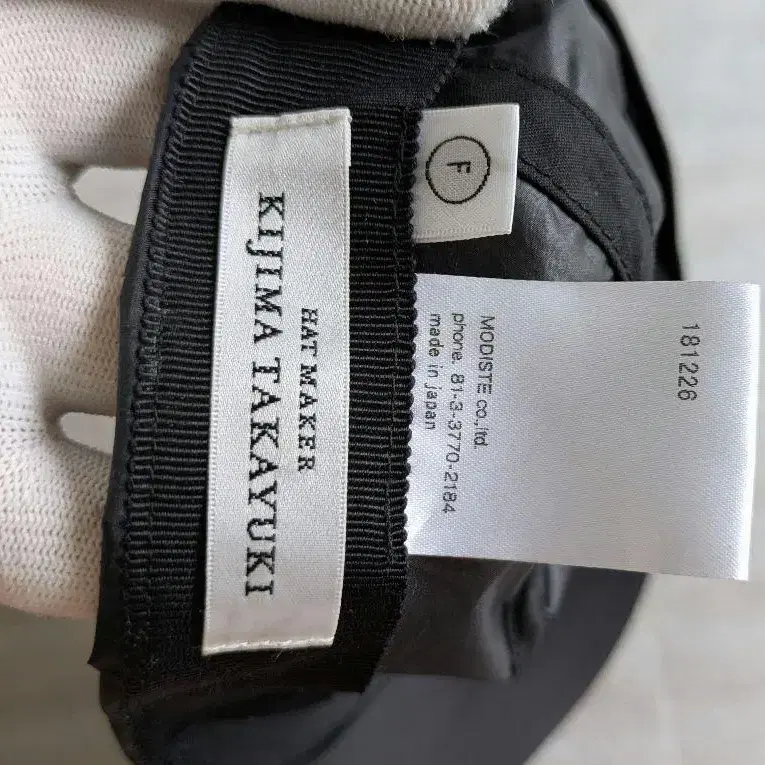 HAT MAKER
KIJIMA TAKAYUKI
F
181226
MODISTE co.,ltd.
phone. 81-3-3770-2184
made in japan